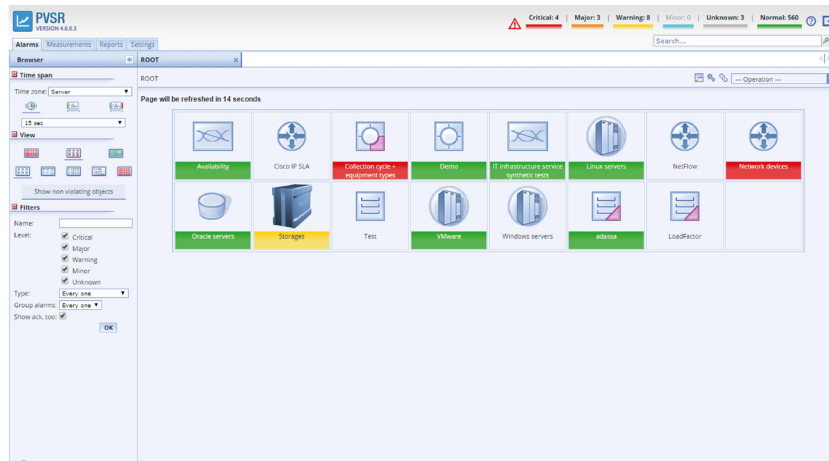 PVSR
VERSION 4.0.0.3
Critical: 4 | Major: 3 | Warning: 8 | Minor: 0 | Unknown: 3 | Normal: 560
Search...
Alarms Measurements Reports Settings
Browser
ROOT
Time span
ROOT
--- Operation ---
Time zone: Server
Page will be refreshed in 14 seconds
15 sec
View
Availability
Cisco IP SLA
Collection cycle +
equipment types
Demo
IT infrastructure service
synthetic tests
Linux servers
NetFlow
Network devices
Show non violating objects
Filters
Name:
Level:
Critical
Major
Warning
Minor
Unknown
Oracle servers
Storages
Test
VMware
Windows servers
adassa
LoadFactor
Type: Every one
Group alarms: Every one
Show ack. too:
OK